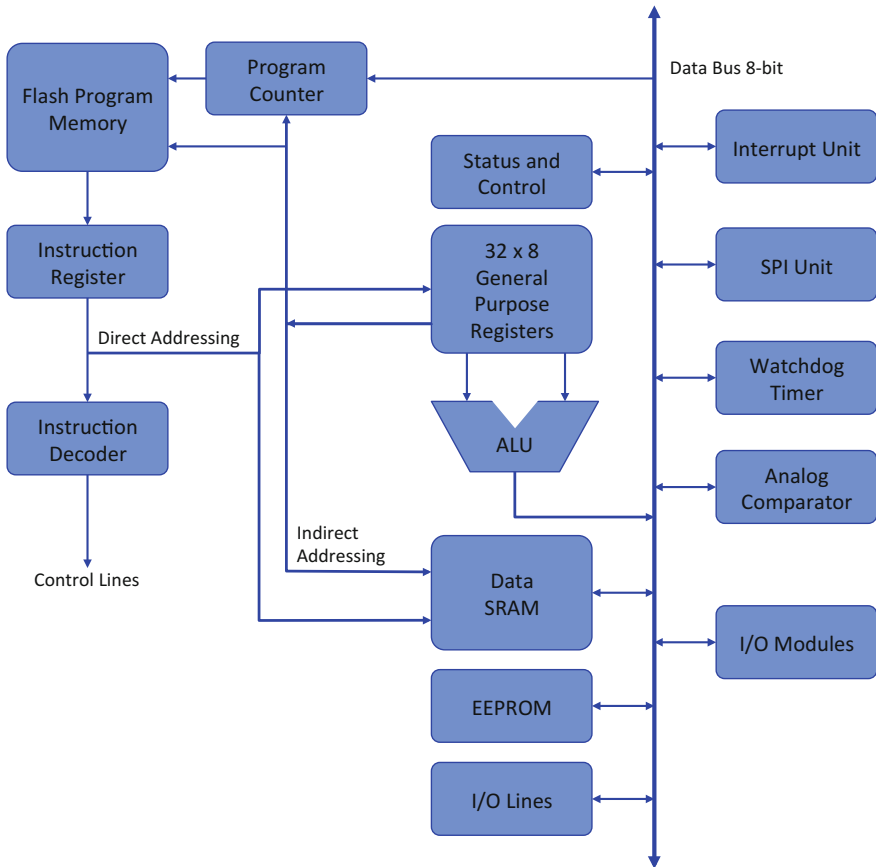 Program
Counter
Data Bus 8-bit
Flash Program
Memory
Status and
Control
Interrupt Unit
Instruction
Register
32 x 8
General
Purpose
Registers
SPI Unit
Direct Addressing
Watchdog
Timer
Instruction
Decoder
ALU
Analog
Comparator
Indirect
Addressing
Control Lines
Data
SRAM
I/O Modules
EEPROM
I/O Lines